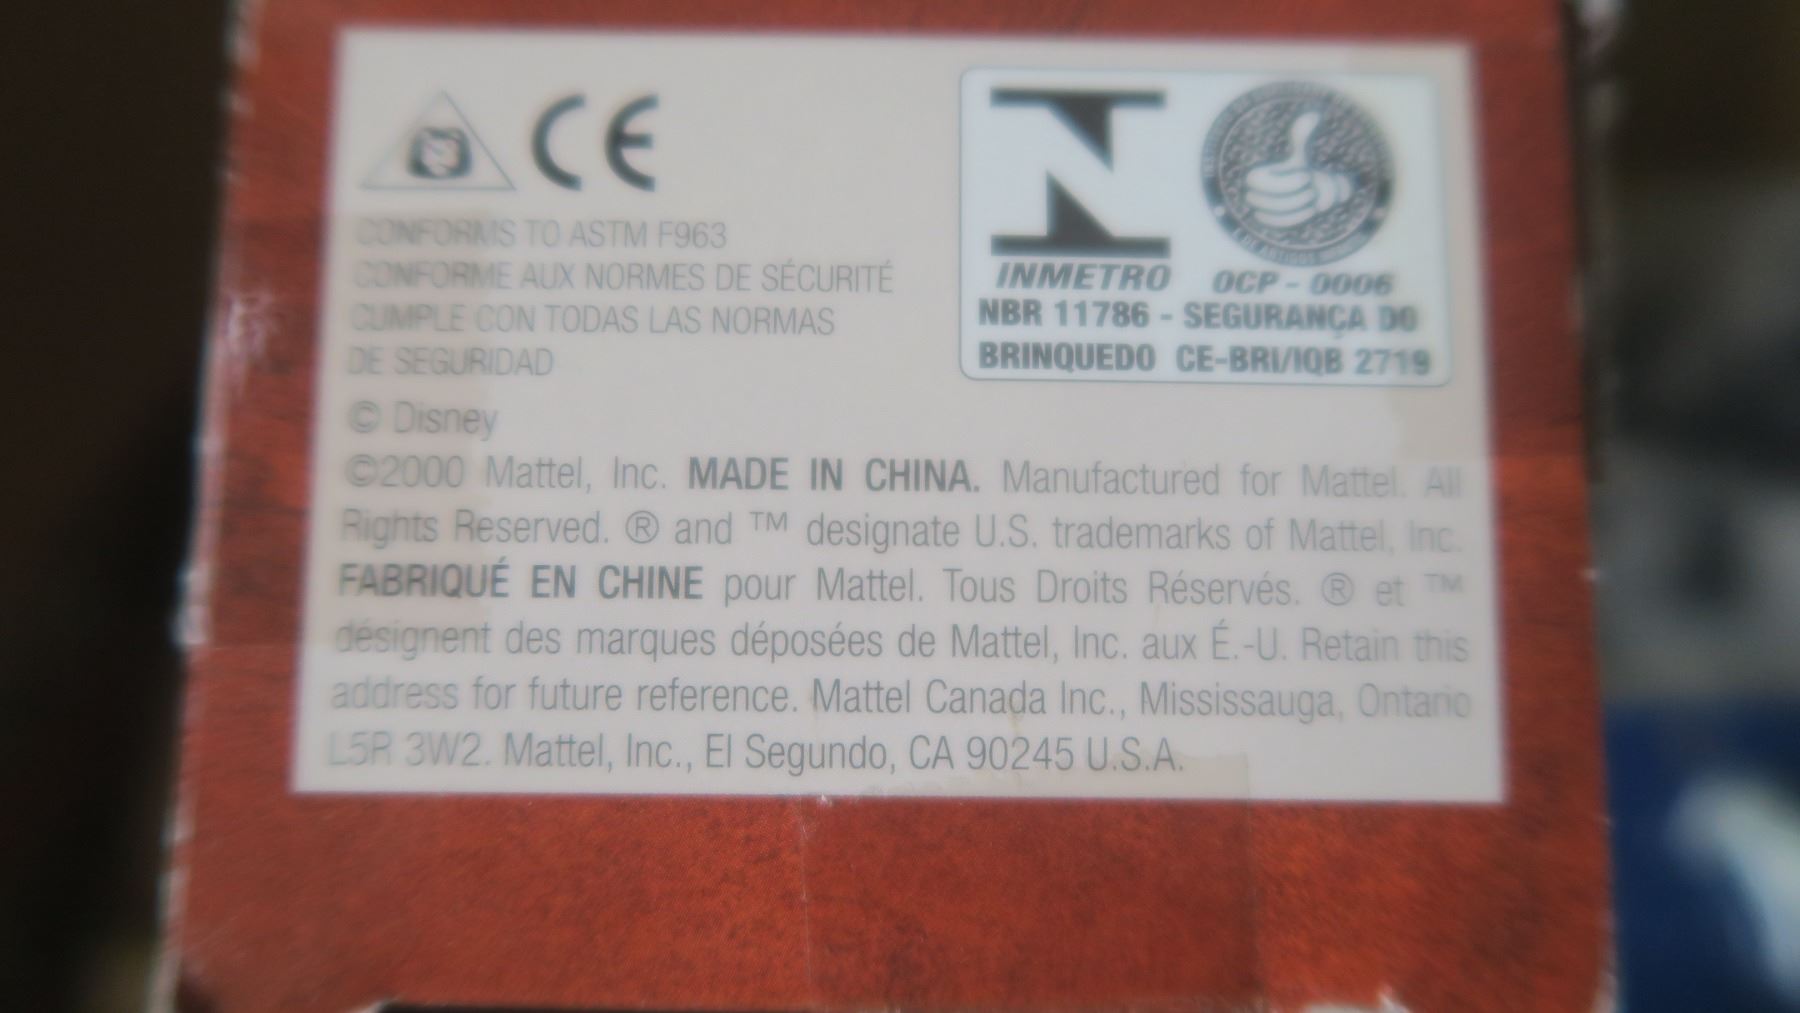 CE
CONFORMS TO ASTM F963
CONFORME AUX NORMES DE SÉCURITÉ
CUMPLE CON TODAS LAS NORMAS
DE SEGURIDAD
N
INMETRO OCP - 0006
NBR 11786 - SEGURANÇA DO
BRINQUEDO CE-BRI/IQB 2719
© Disney
©2000 Mattel, Inc. MADE IN CHINA. Manufactured for Mattel. All
Rights Reserved. ® and ™ designate U.S. trademarks of Mattel, Inc.
FABRIQUÉ EN CHINE pour Mattel. Tous Droits Réservés. ® et ™
désignent des marques déposées de Mattel, Inc. aux É.-U. Retain this
address for future reference. Mattel Canada Inc., Mississauga, Ontario
L5R 3W2. Mattel, Inc., El Segundo, CA 90245 U.S.A.